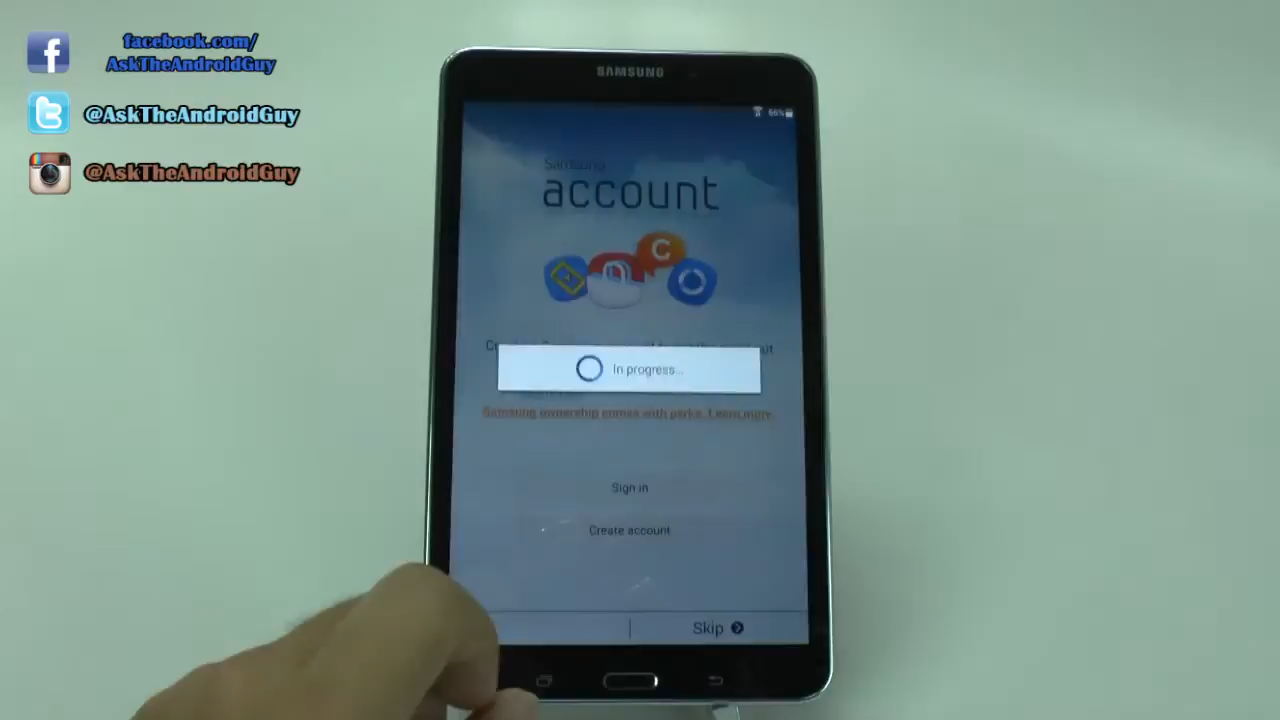 facebook.com/
AskTheAndroidGuy
@AskTheAndroidGuy
@AskTheAndroidGuy
SAMSUNG
66%
Samsung
account
C
In progress...
Samsung ownership comes with perks. Learn more.
Sign in
Create account
Skip